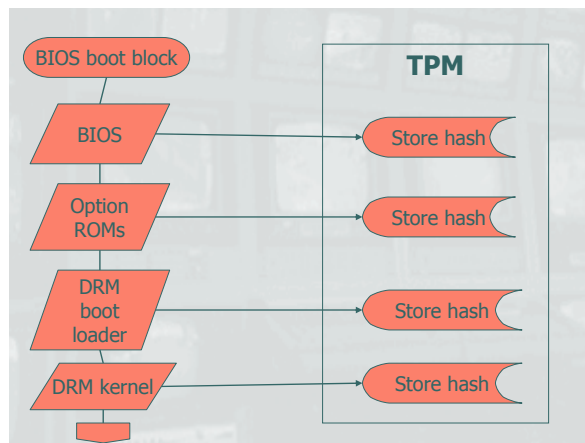 BIOS boot block
TPM
BIOS
Store hash
Option
ROMs
Store hash
DRM
boot
loader
Store hash
DRM kernel
Store hash